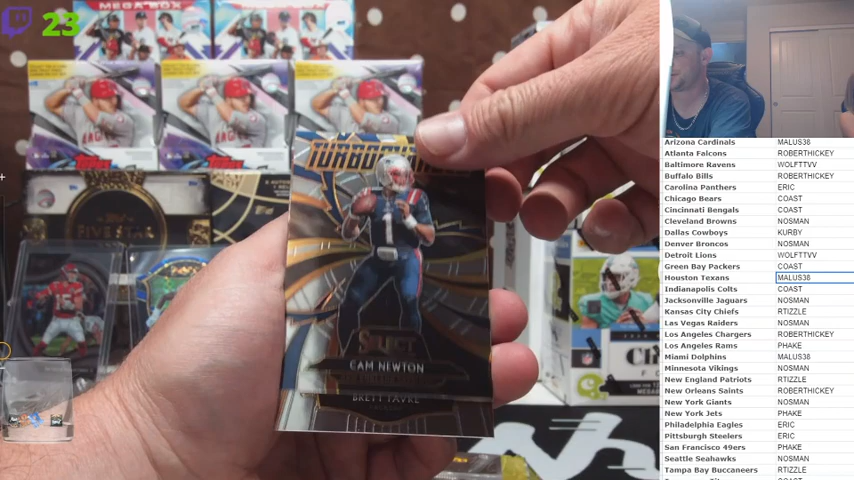 23
MEGA BOX
TOPPS
TOPPS
ANGELS
FIVE STAR
TURBOCHARGED
1
SELECT
CAM NEWTON
BRETT FAVRE
Arizona Cardinals MALUS38
Atlanta Falcons ROBERTHICKEY
Baltimore Ravens WOLFTTVV
Buffalo Bills ROBERTHICKEY
Carolina Panthers ERIC
Chicago Bears COAST
Cincinnati Bengals COAST
Cleveland Browns NOSMAN
Dallas Cowboys KURBY
Denver Broncos NOSMAN
Detroit Lions WOLFTTVV
Green Bay Packers COAST
Houston Texans MALUS38
Indianapolis Colts COAST
Jacksonville Jaguars NOSMAN
Kansas City Chiefs RTIZZLE
Las Vegas Raiders NOSMAN
Los Angeles Chargers ROBERTHICKEY
Los Angeles Rams PHAKE
Miami Dolphins MALUS38
Minnesota Vikings NOSMAN
New England Patriots RTIZZLE
New Orleans Saints ROBERTHICKEY
New York Giants NOSMAN
New York Jets PHAKE
Philadelphia Eagles ERIC
Pittsburgh Steelers ERIC
San Francisco 49ers PHAKE
Seattle Seahawks NOSMAN
Tampa Bay Buccaneers RTIZZLE